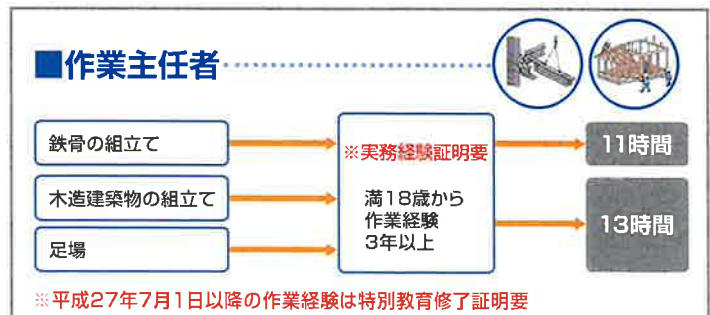 ■作業主任者
鉄骨の組立て
木造建築物の組立て
足場
※実務経験証明要
満18歳から
作業経験
3年以上
11時間
13時間
※平成27年7月1日以降の作業経験は特別教育修了証明要